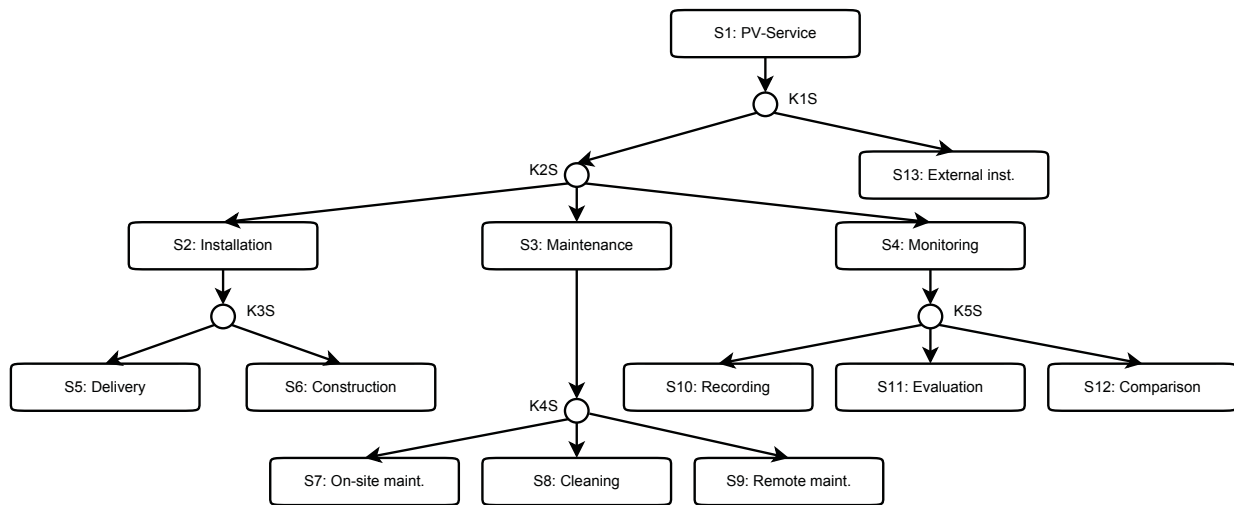 S1: PV-Service
K1S
S13: External inst.
K2S
S2: Installation
S3: Maintenance
S4: Monitoring
K3S
K5S
S5: Delivery
S6: Construction
S10: Recording
S11: Evaluation
S12: Comparison
K4S
S7: On-site maint.
S8: Cleaning
S9: Remote maint.